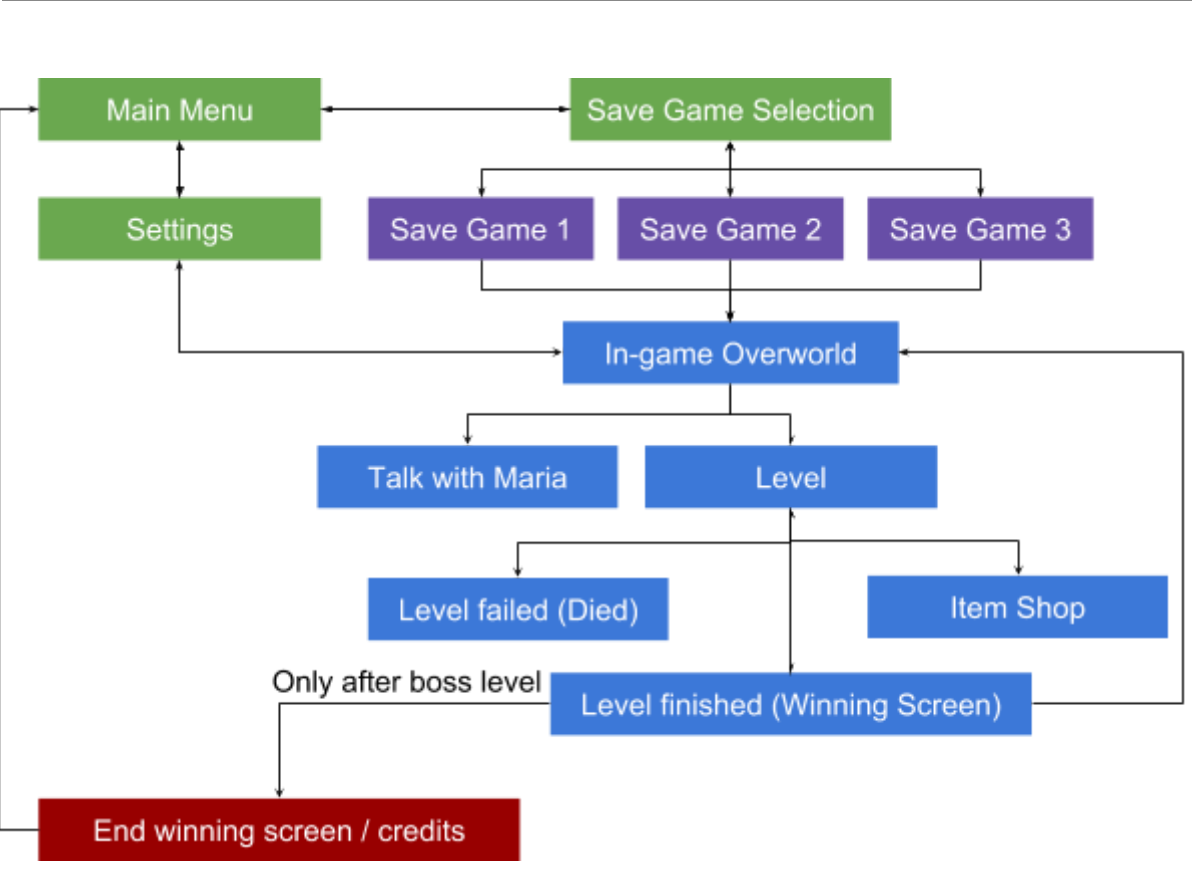 Main Menu
Save Game Selection
Settings
Save Game 1
Save Game 2
Save Game 3
In-game Overworld
Talk with Maria
Level
Level failed (Died)
Item Shop
Only after boss level
Level finished (Winning Screen)
End winning screen / credits